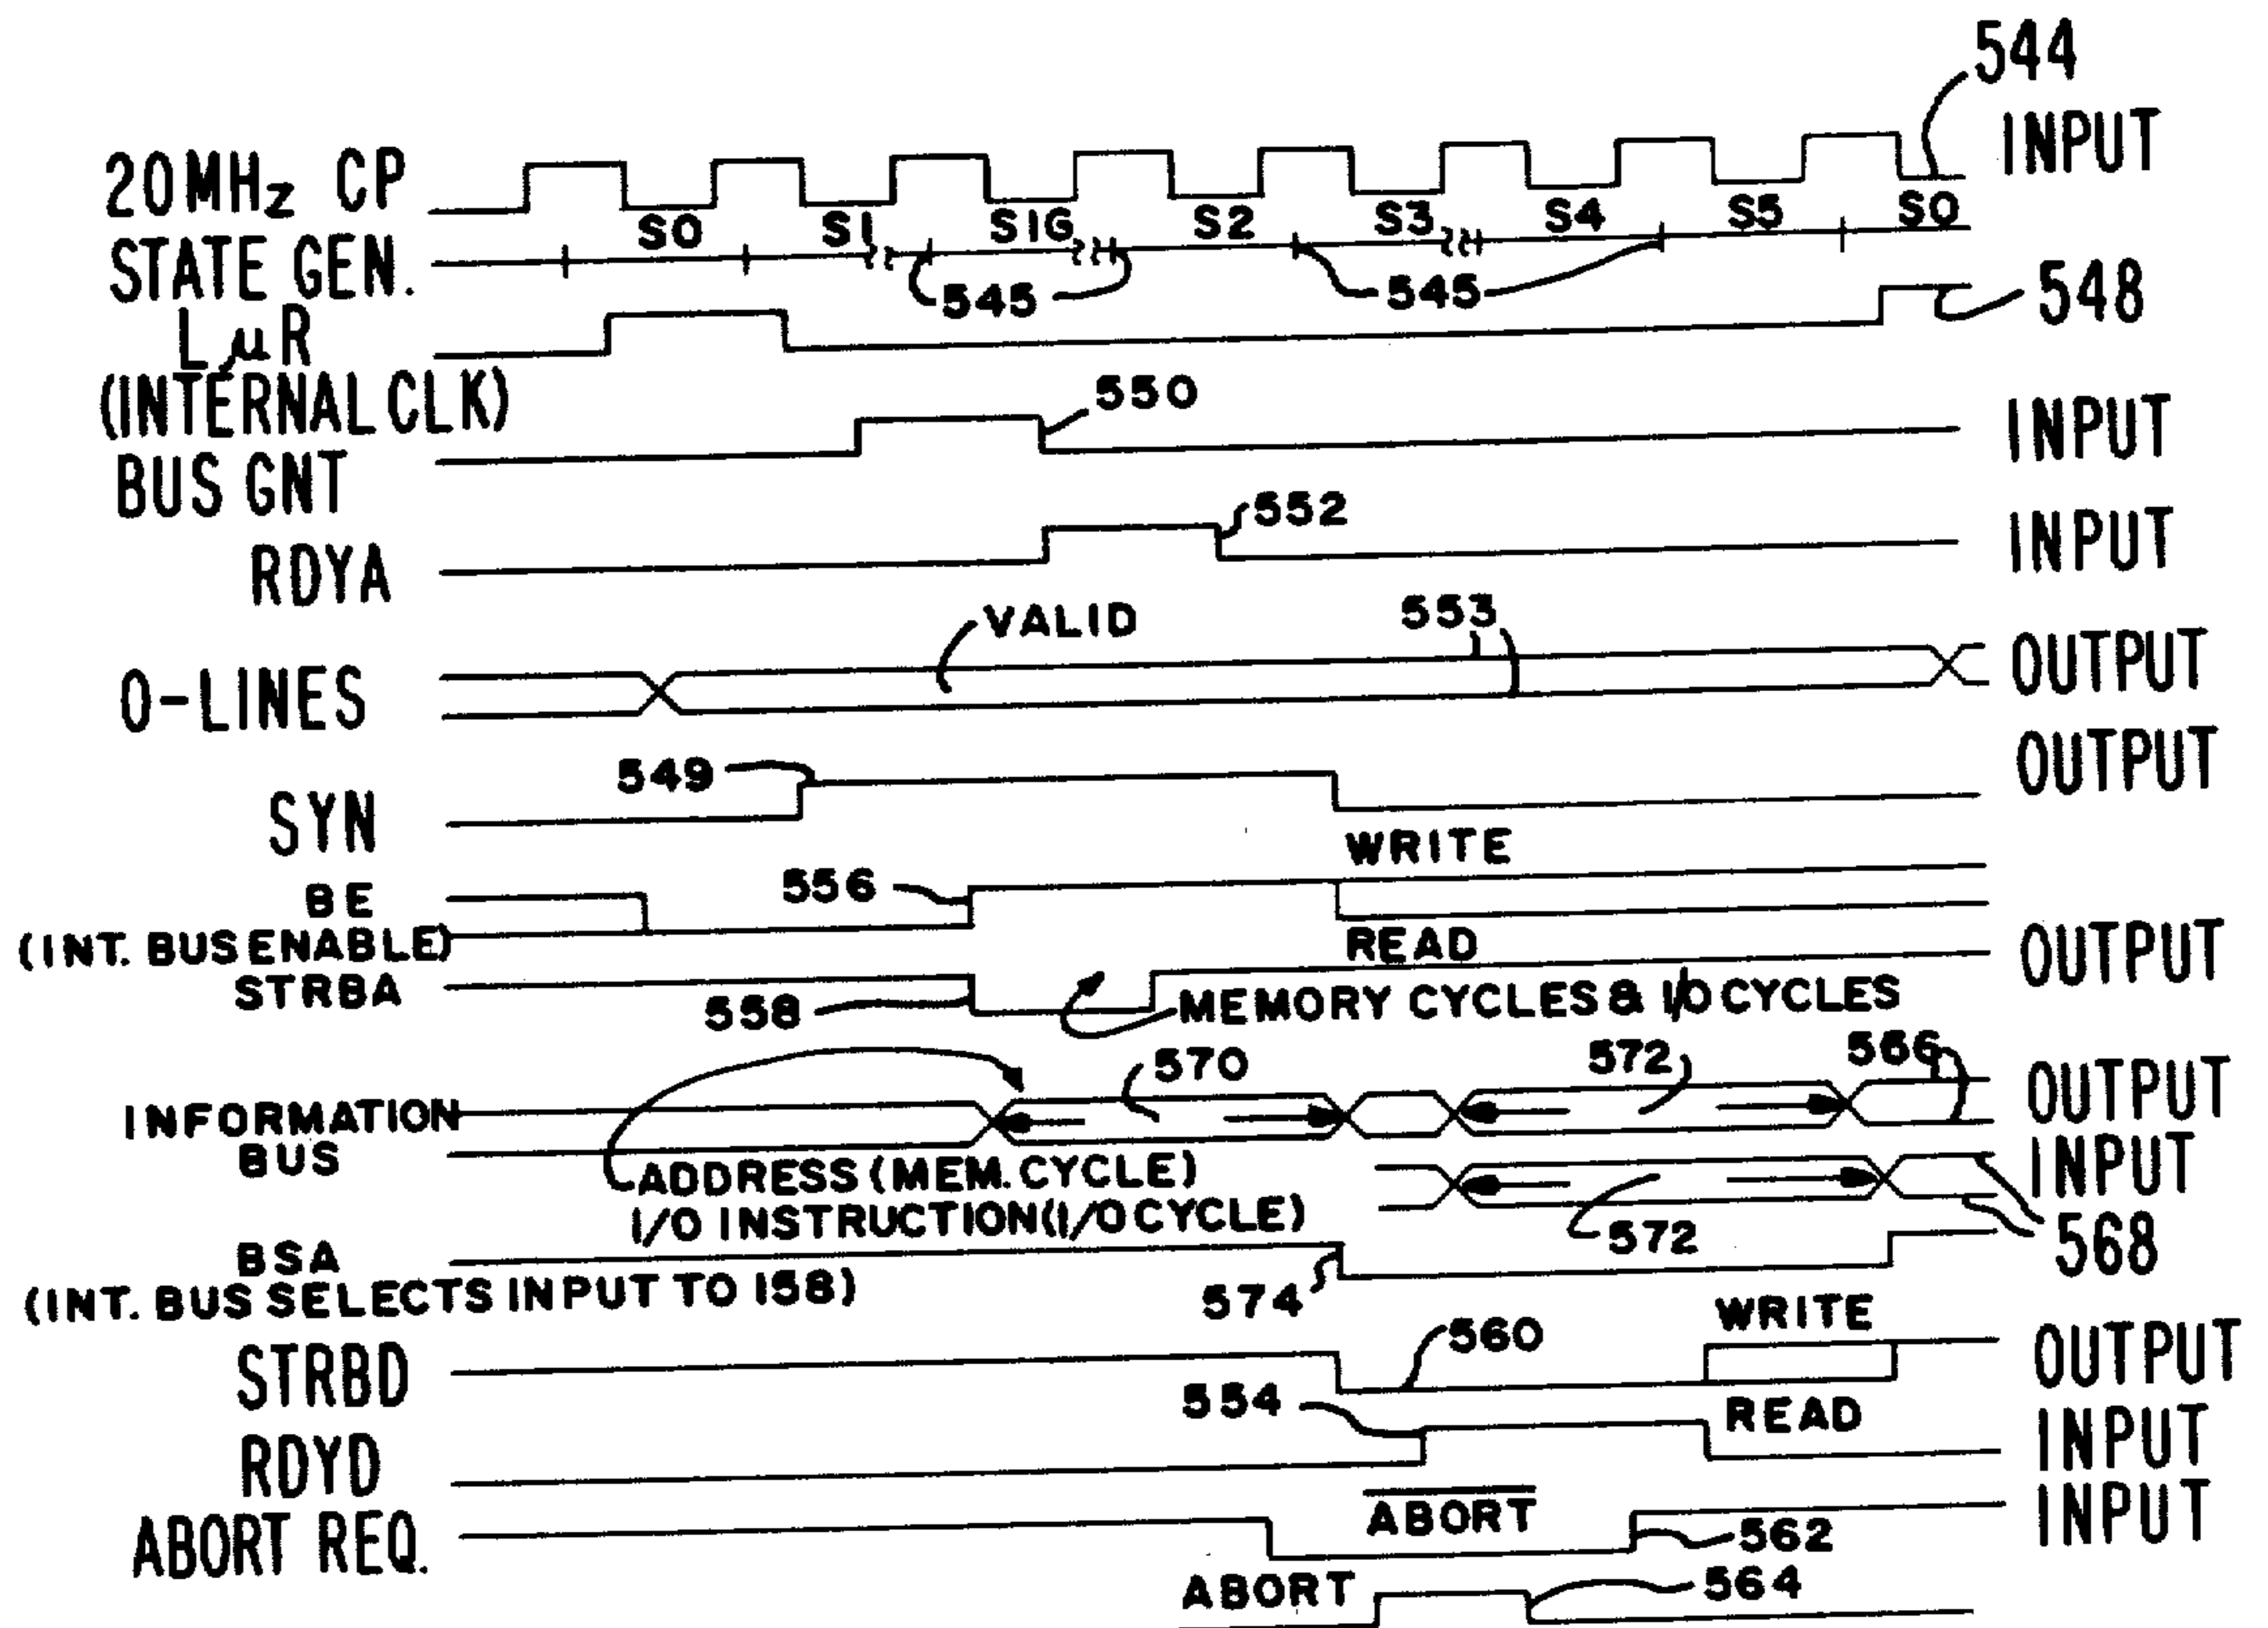 544
20MHz CP INPUT
S0 S1 S1G S2 S3 S4 S5 S0
STATE GEN.
545 545 548
LμR
(INTERNAL CLK)
550
BUS GNT INPUT
552
RDYA INPUT
VALID 553
O-LINES OUTPUT
549
SYN OUTPUT
WRITE
556
BE
(INT. BUS ENABLE)
READ
STRBA OUTPUT
558
MEMORY CYCLES & I/O CYCLES
570 572 566
INFORMATION
BUS
OUTPUT
INPUT
ADDRESS (MEM. CYCLE)
I/O INSTRUCTION(I/O CYCLE)
572
568
BSA
(INT. BUS SELECTS INPUT TO 158)
574
WRITE
560
STRBD OUTPUT
554
READ
RDYD INPUT
ABORT
ABORT REQ. INPUT
562
ABORT
564